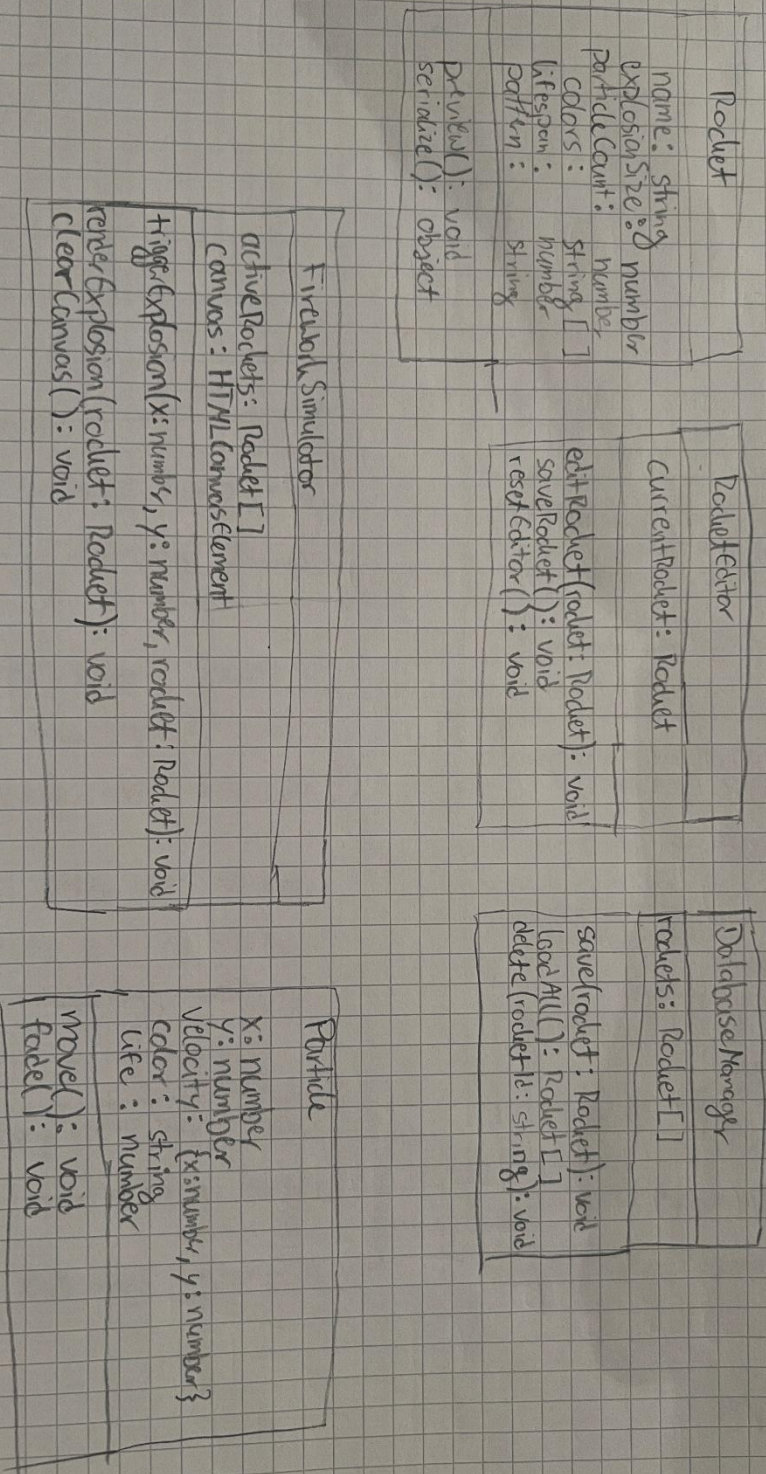 Rocket
name: string
explosionSize: number
particleCount: number
colors: string[]
lifespan: number
pattern: string
preview(): void
serialize(): object
RocketEditor
currentRocket: Rocket
editRocket(rocket: Rocket): void
saveRocket(): void
resetEditor(): void
DatabaseManager
rockets: Rocket[]
save(rocket: Rocket): void
loadAll(): Rocket[]
delete(rocketId: string): void
FireworkSimulator
activeRockets: Rocket[]
canvas: HTMLCanvasElement
triggerExplosion(x: number, y: number, rocket: Rocket): void
renderExplosion(rocket: Rocket): void
clearCanvas(): void
Particle
x: number
y: number
velocity: {x: number, y: number}
color: string
life: number
move(): void
fade(): void